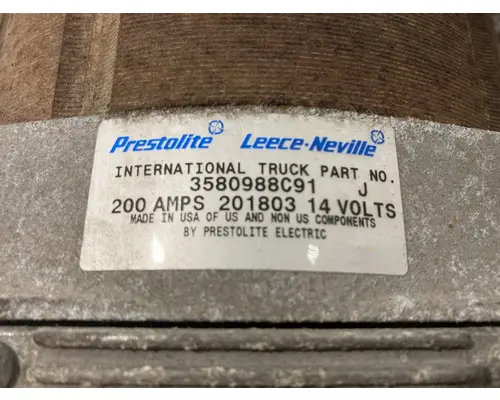 Prestolite Leece-Neville
INTERNATIONAL TRUCK PART NO.
3580988C91 J
200 AMPS 201803 14 VOLTS
MADE IN USA OF US AND NON US COMPONENTS
BY PRESTOLITE ELECTRIC